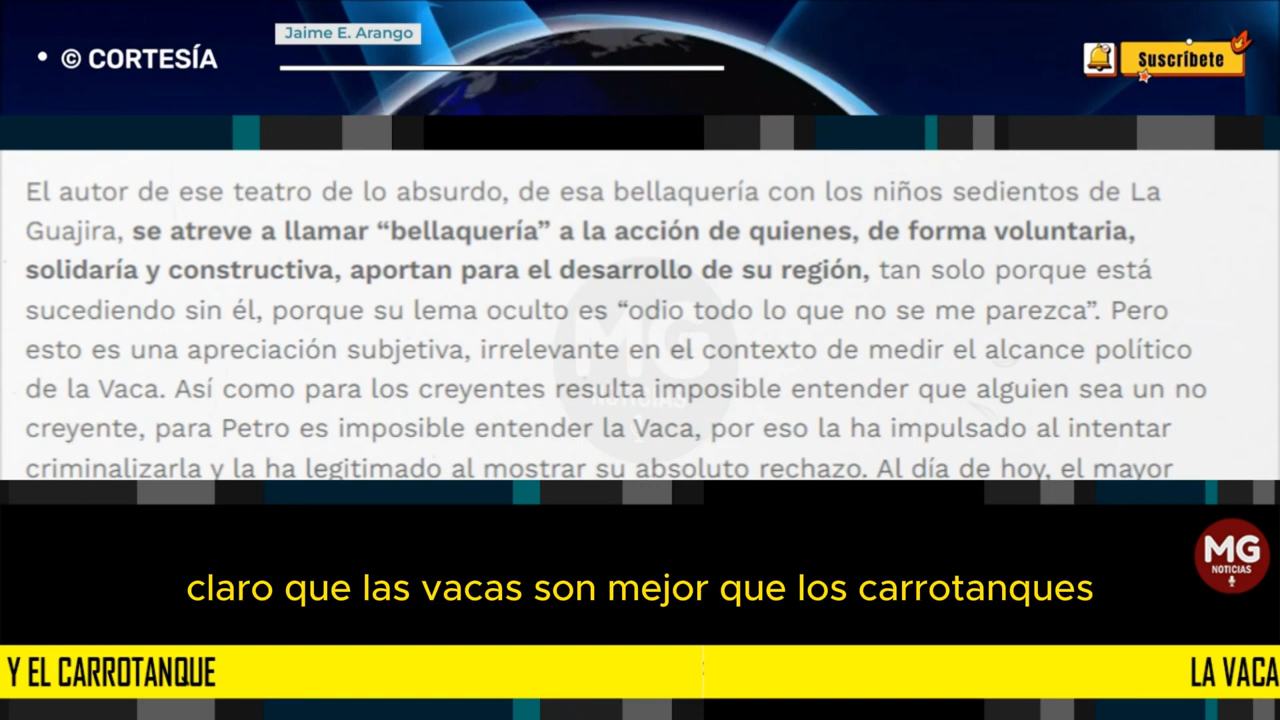 • © CORTESÍA
Jaime E. Arango
Suscríbete
El autor de ese teatro de lo absurdo, de esa bellaquería con los niños sedientos de La
Guajira, se atreve a llamar “bellaquería” a la acción de quienes, de forma voluntaria,
solidaría y constructiva, aportan para el desarrollo de su región, tan solo porque está
sucediendo sin él, porque su lema oculto es “odio todo lo que no se me parezca”. Pero
esto es una apreciación subjetiva, irrelevante en el contexto de medir el alcance político
de la Vaca. Así como para los creyentes resulta imposible entender que alguien sea un no
creyente, para Petro es imposible entender la Vaca, por eso la ha impulsado al intentar
criminalizarla y la ha legitimado al mostrar su absoluto rechazo. Al día de hoy, el mayor
MG
NOTICIAS
claro que las vacas son mejor que los carrotanques
MG
NOTICIAS
Y EL CARROTANQUE
LA VACA